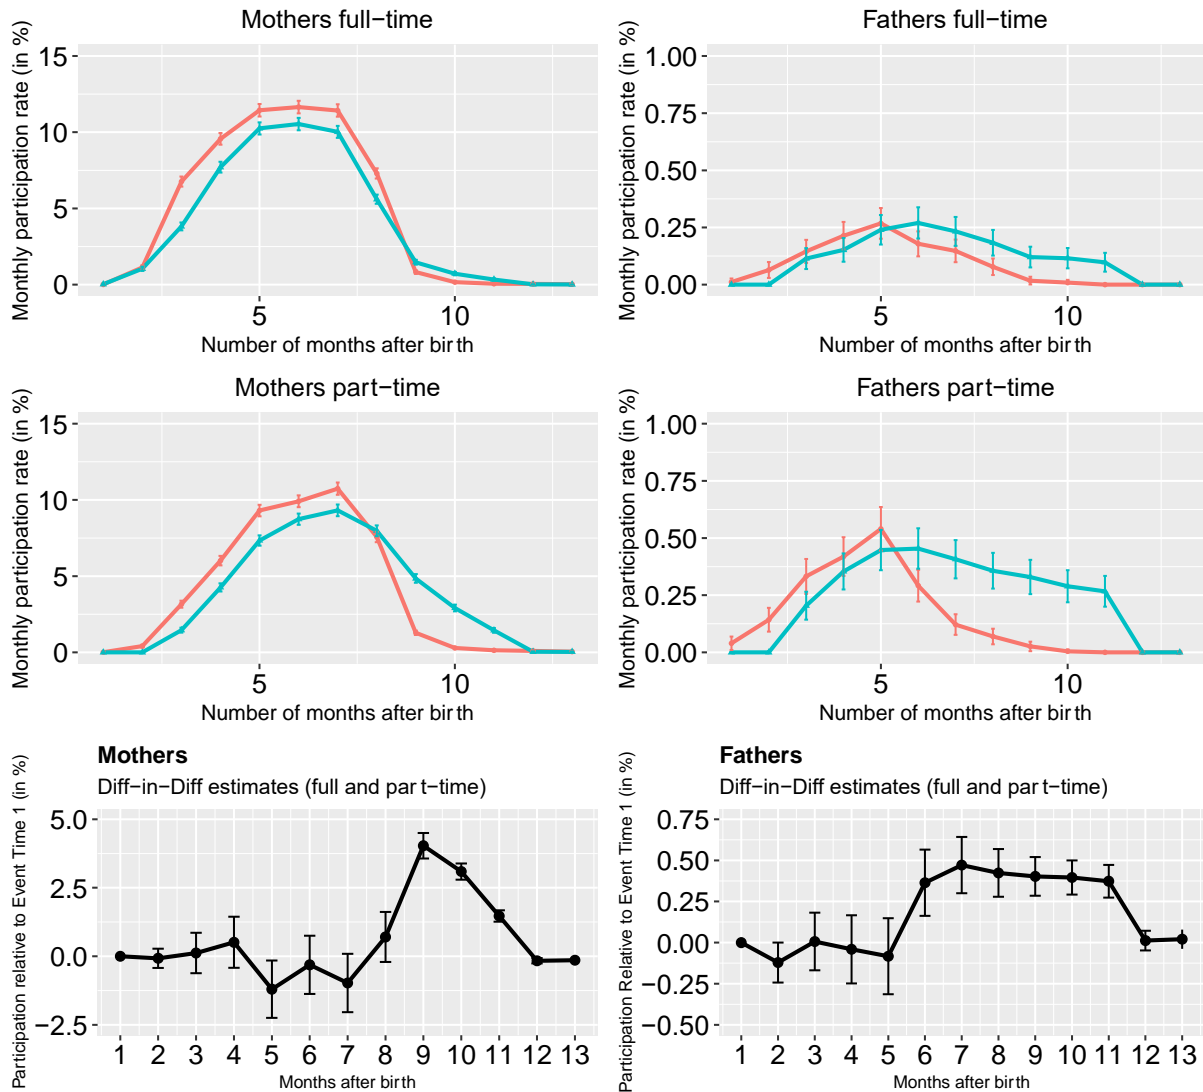 Mothers full−time
Monthly participation rate (in %)
15
10
5
0
5 10
Number of months after birth
Fathers full−time
Monthly participation rate (in %)
1.00
0.75
0.50
0.25
0.00
5 10
Number of months after birth
Mothers part−time
Monthly participation rate (in %)
15
10
5
0
5 10
Number of months after birth
Fathers part−time
Monthly participation rate (in %)
1.00
0.75
0.50
0.25
0.00
5 10
Number of months after birth
Mothers
Diff−in−Diff estimates (full and part−time)
Participation relative to Event Time 1 (in %)
5.0
2.5
0.0
−2.5
1 2 3 4 5 6 7 8 9 10 11 12 13
Months after birth
Fathers
Diff−in−Diff estimates (full and part−time)
Participation Relative to Event Time 1 (in %)
0.75
0.50
0.25
0.00
−0.25
−0.50
1 2 3 4 5 6 7 8 9 10 11 12 13
Months after birth